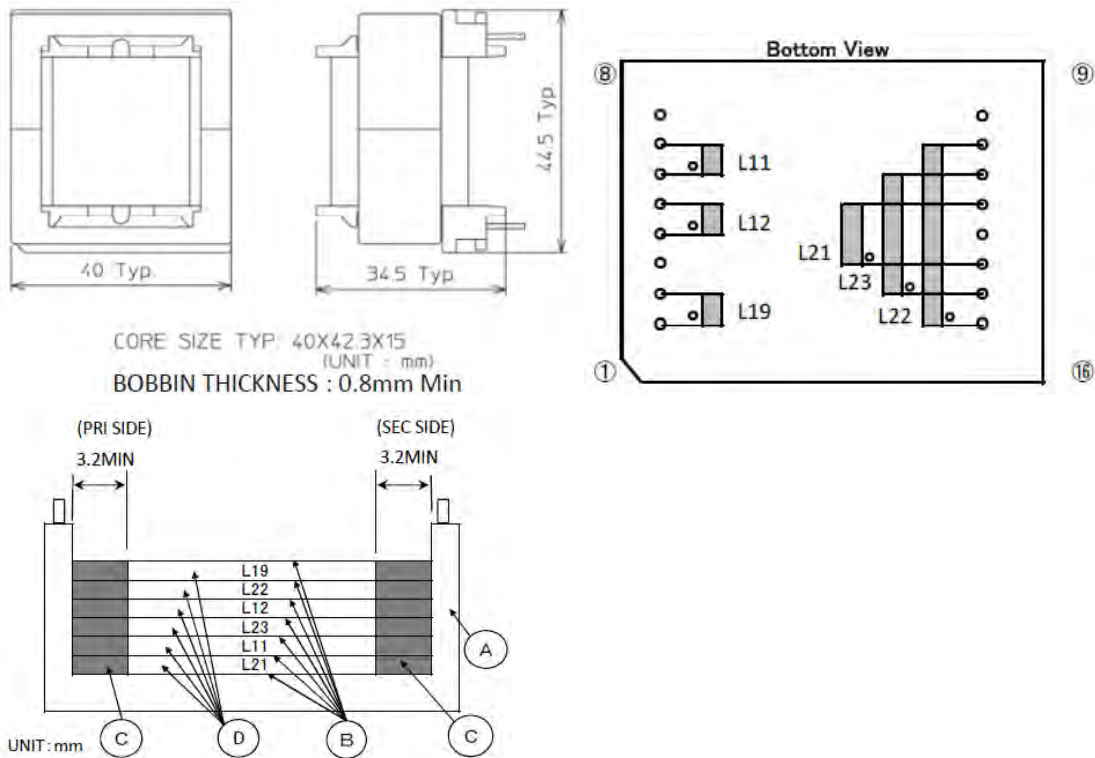 44.5 Typ.
40 Typ.
34.5 Typ.
CORE SIZE TYP: 40X42.3X15
(UNIT : mm)
BOBBIN THICKNESS : 0.8mm Min
Bottom View
⑧
⑨
L11
L12
L21
L23
L22
L19
①
⑯
(PRI SIDE)
(SEC SIDE)
3.2MIN
3.2MIN
L19
L22
L12
L23
L11
L21
A
C
D
B
C
UNIT:mm